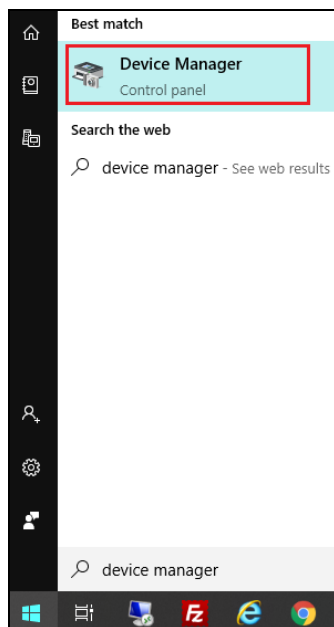 Best match
Device Manager
Control panel
Search the web
device manager - See web results
device manager